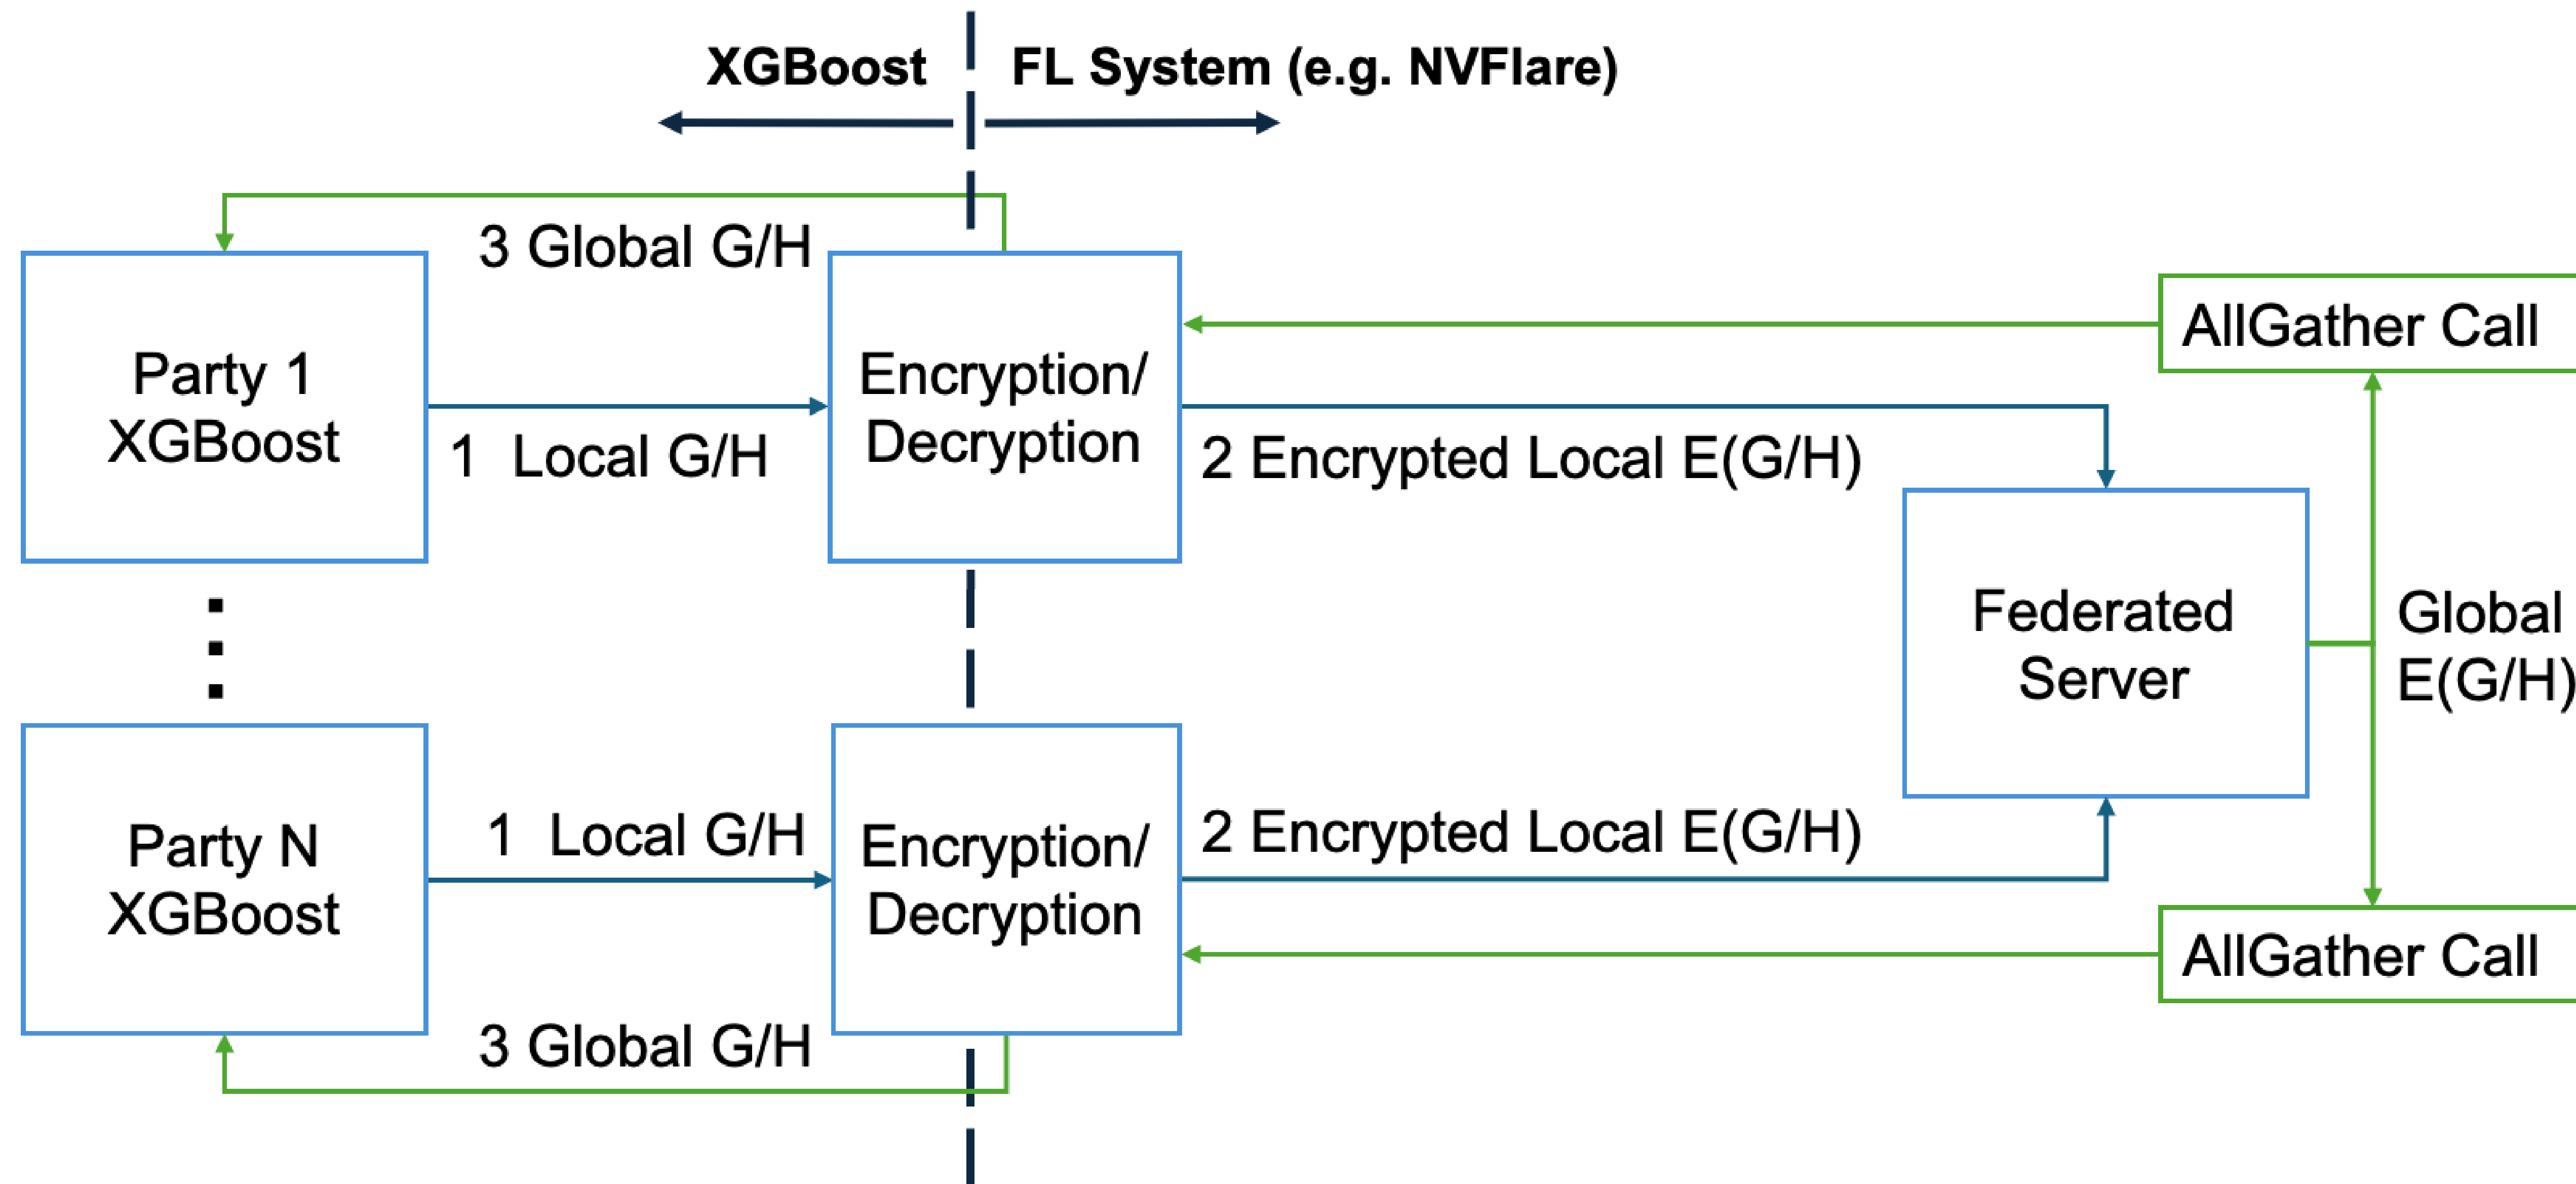 XGBoost
FL System (e.g. NVFlare)
3 Global G/H
Party 1
XGBoost
1 Local G/H
Encryption/
Decryption
2 Encrypted Local E(G/H)
AllGather Call
Federated
Server
Global
E(G/H)
Party N
XGBoost
1 Local G/H
Encryption/
Decryption
2 Encrypted Local E(G/H)
AllGather Call
3 Global G/H